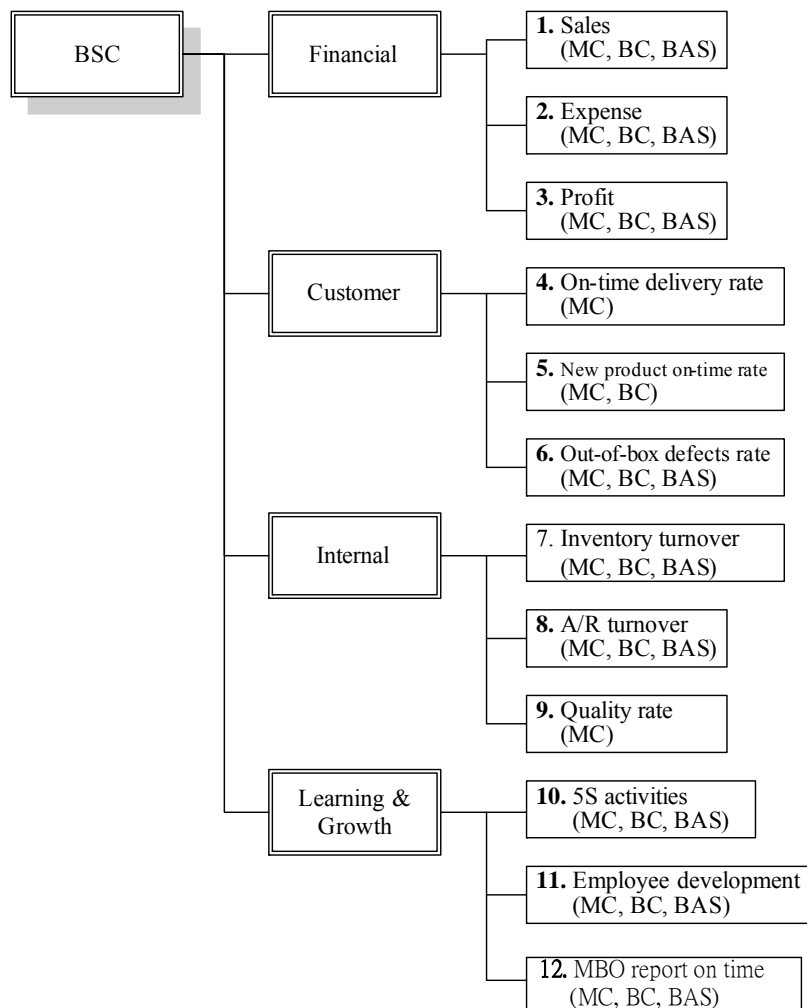 BSC
Financial
1. Sales
(MC, BC, BAS)
2. Expense
(MC, BC, BAS)
3. Profit
(MC, BC, BAS)
Customer
4. On-time delivery rate
(MC)
5. New product on-time rate
(MC, BC)
6. Out-of-box defects rate
(MC, BC, BAS)
Internal
7. Inventory turnover
(MC, BC, BAS)
8. A/R turnover
(MC, BC, BAS)
9. Quality rate
(MC)
Learning &
Growth
10. 5S activities
(MC, BC, BAS)
11. Employee development
(MC, BC, BAS)
12. MBO report on time
(MC, BC, BAS)